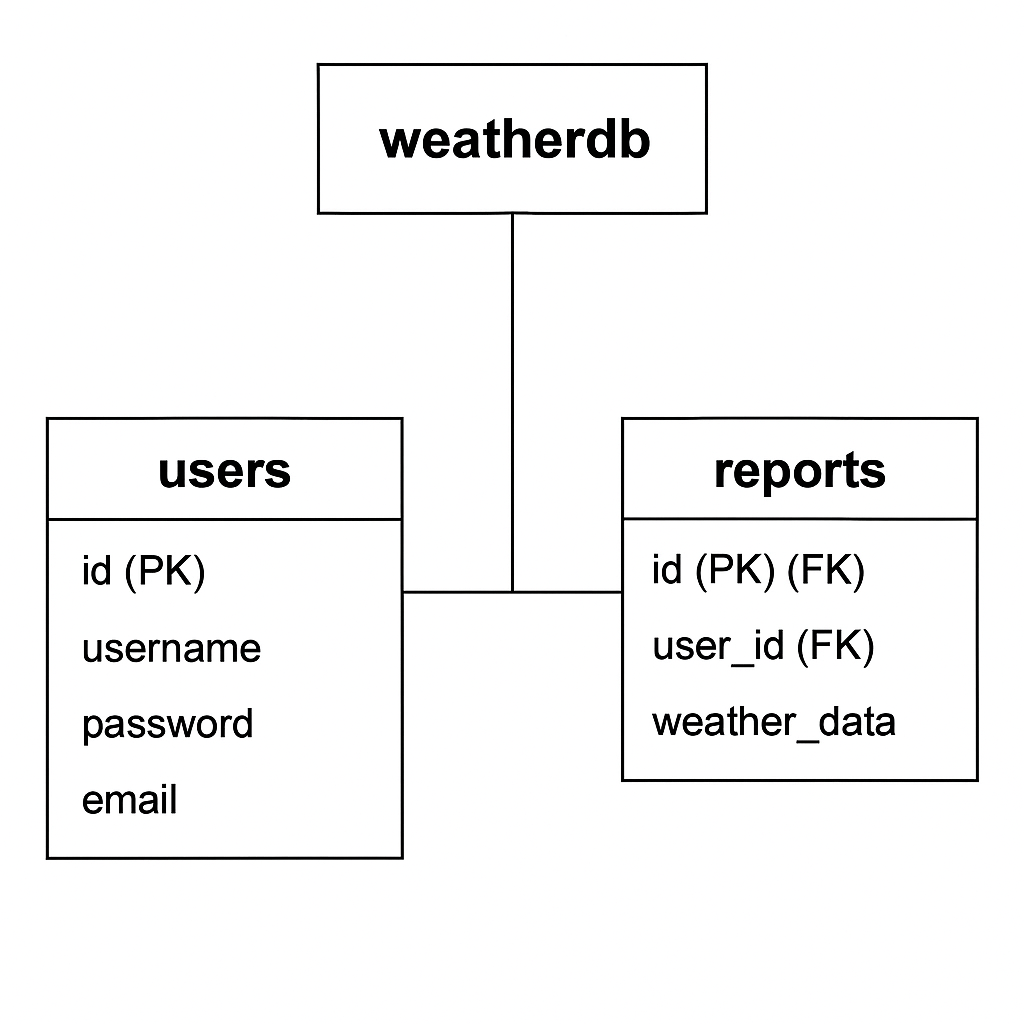 weatherdb
users
id (PK)
username
password
email
reports
id (PK) (FK)
user_id (FK)
weather_data